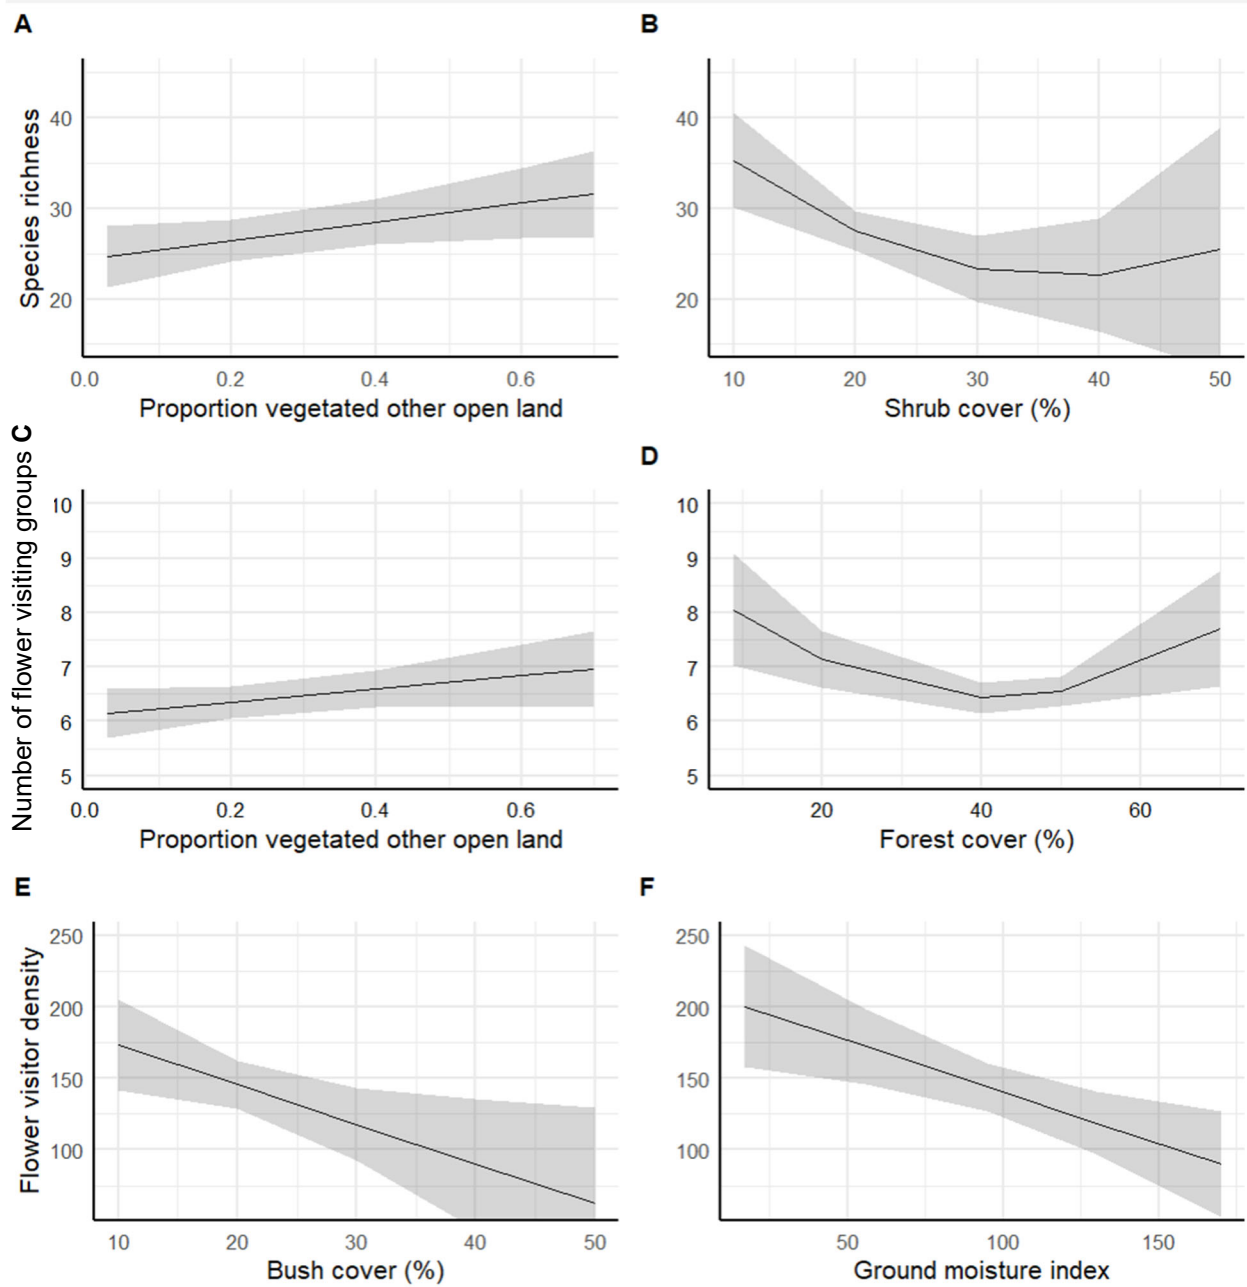 A
Species richness
40
30
20
0.0 0.2 0.4 0.6
Proportion vegetated other open land
B
40
30
20
10 20 30 40 50
Shrub cover (%)
C
Number of flower visiting groups
10
9
8
7
6
5
0.0 0.2 0.4 0.6
Proportion vegetated other open land
D
10
9
8
7
6
5
20 40 60
Forest cover (%)
E
Flower visitor density
250
200
150
100
10 20 30 40 50
Bush cover (%)
F
250
200
150
100
50 100 150
Ground moisture index